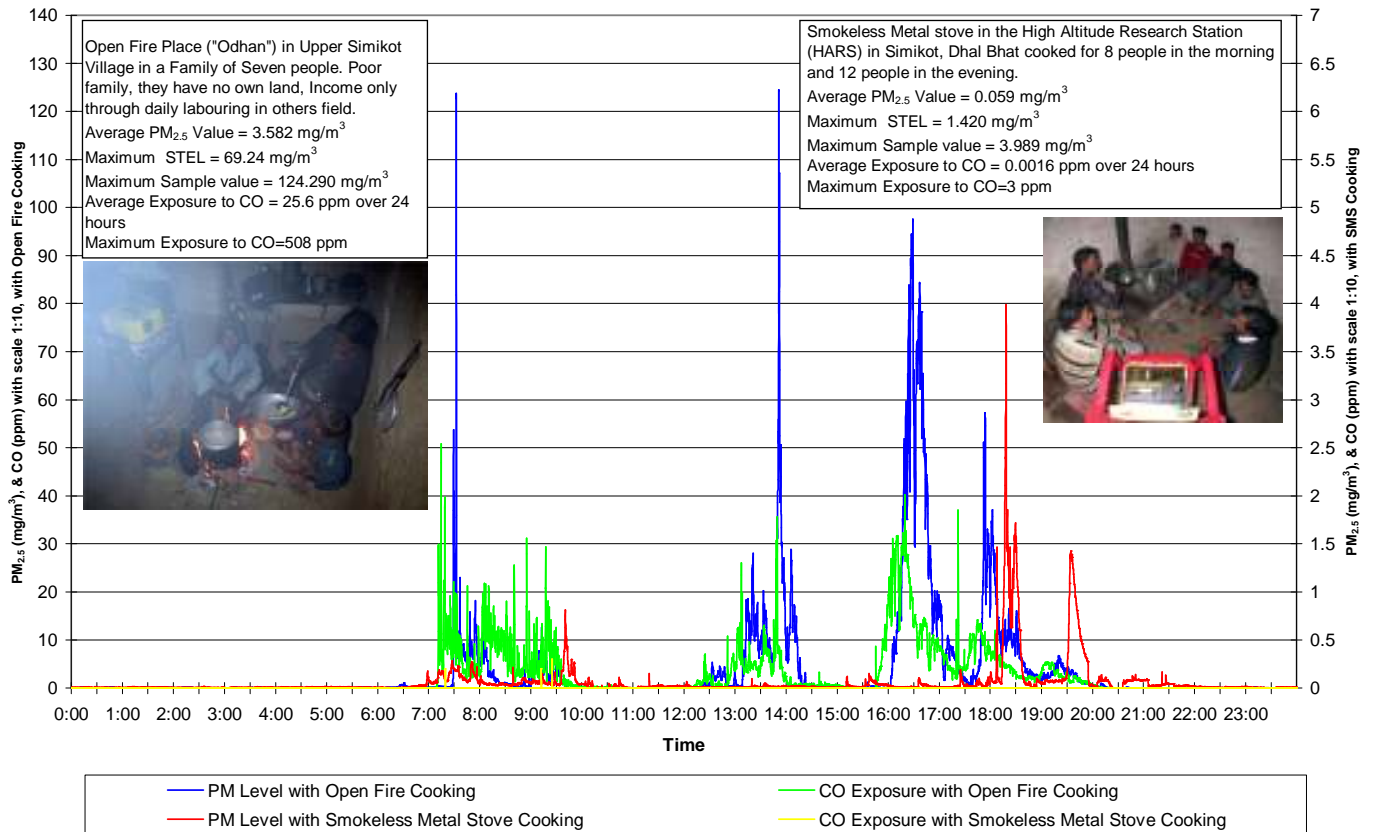 Open Fire Place ("Odhan") in Upper Simikot
Village in a Family of Seven people. Poor
family, they have no own land, Income only
through daily labouring in others field.
Average PM2.5 Value = 3.582 mg/m3
Maximum  STEL = 69.24 mg/m3
Maximum Sample value = 124.290 mg/m3
Average Exposure to CO = 25.6 ppm over 24
hours
Maximum Exposure to CO=508 ppm
Smokeless Metal stove in the High Altitude Research Station
(HARS) in Simikot, Dhal Bhat cooked for 8 people in the morning
and 12 people in the evening.
Average PM2.5 Value = 0.059 mg/m3
Maximum  STEL = 1.420 mg/m3
Maximum Sample value = 3.989 mg/m3
Average Exposure to CO = 0.0016 ppm over 24 hours
Maximum Exposure to CO=3 ppm
PM2.5 (mg/m3), & CO (ppm) with scale 1:10, with Open Fire Cooking
140
130
120
110
100
90
80
70
60
50
40
30
20
10
0
7
6.5
6
5.5
5
4.5
4
3.5
3
2.5
2
1.5
1
0.5
0
PM2.5 (mg/m3), & CO (ppm) with scale 1:10, with SMS Cooking
0:00 1:00 2:00 3:00 4:00 5:00 6:00 7:00 8:00 9:00 10:00 11:00 12:00 13:00 14:00 15:00 16:00 17:00 18:00 19:00 20:00 21:00 22:00 23:00
Time
PM Level with Open Fire Cooking
CO Exposure with Open Fire Cooking
PM Level with Smokeless Metal Stove Cooking
CO Exposure with Smokeless Metal Stove Cooking